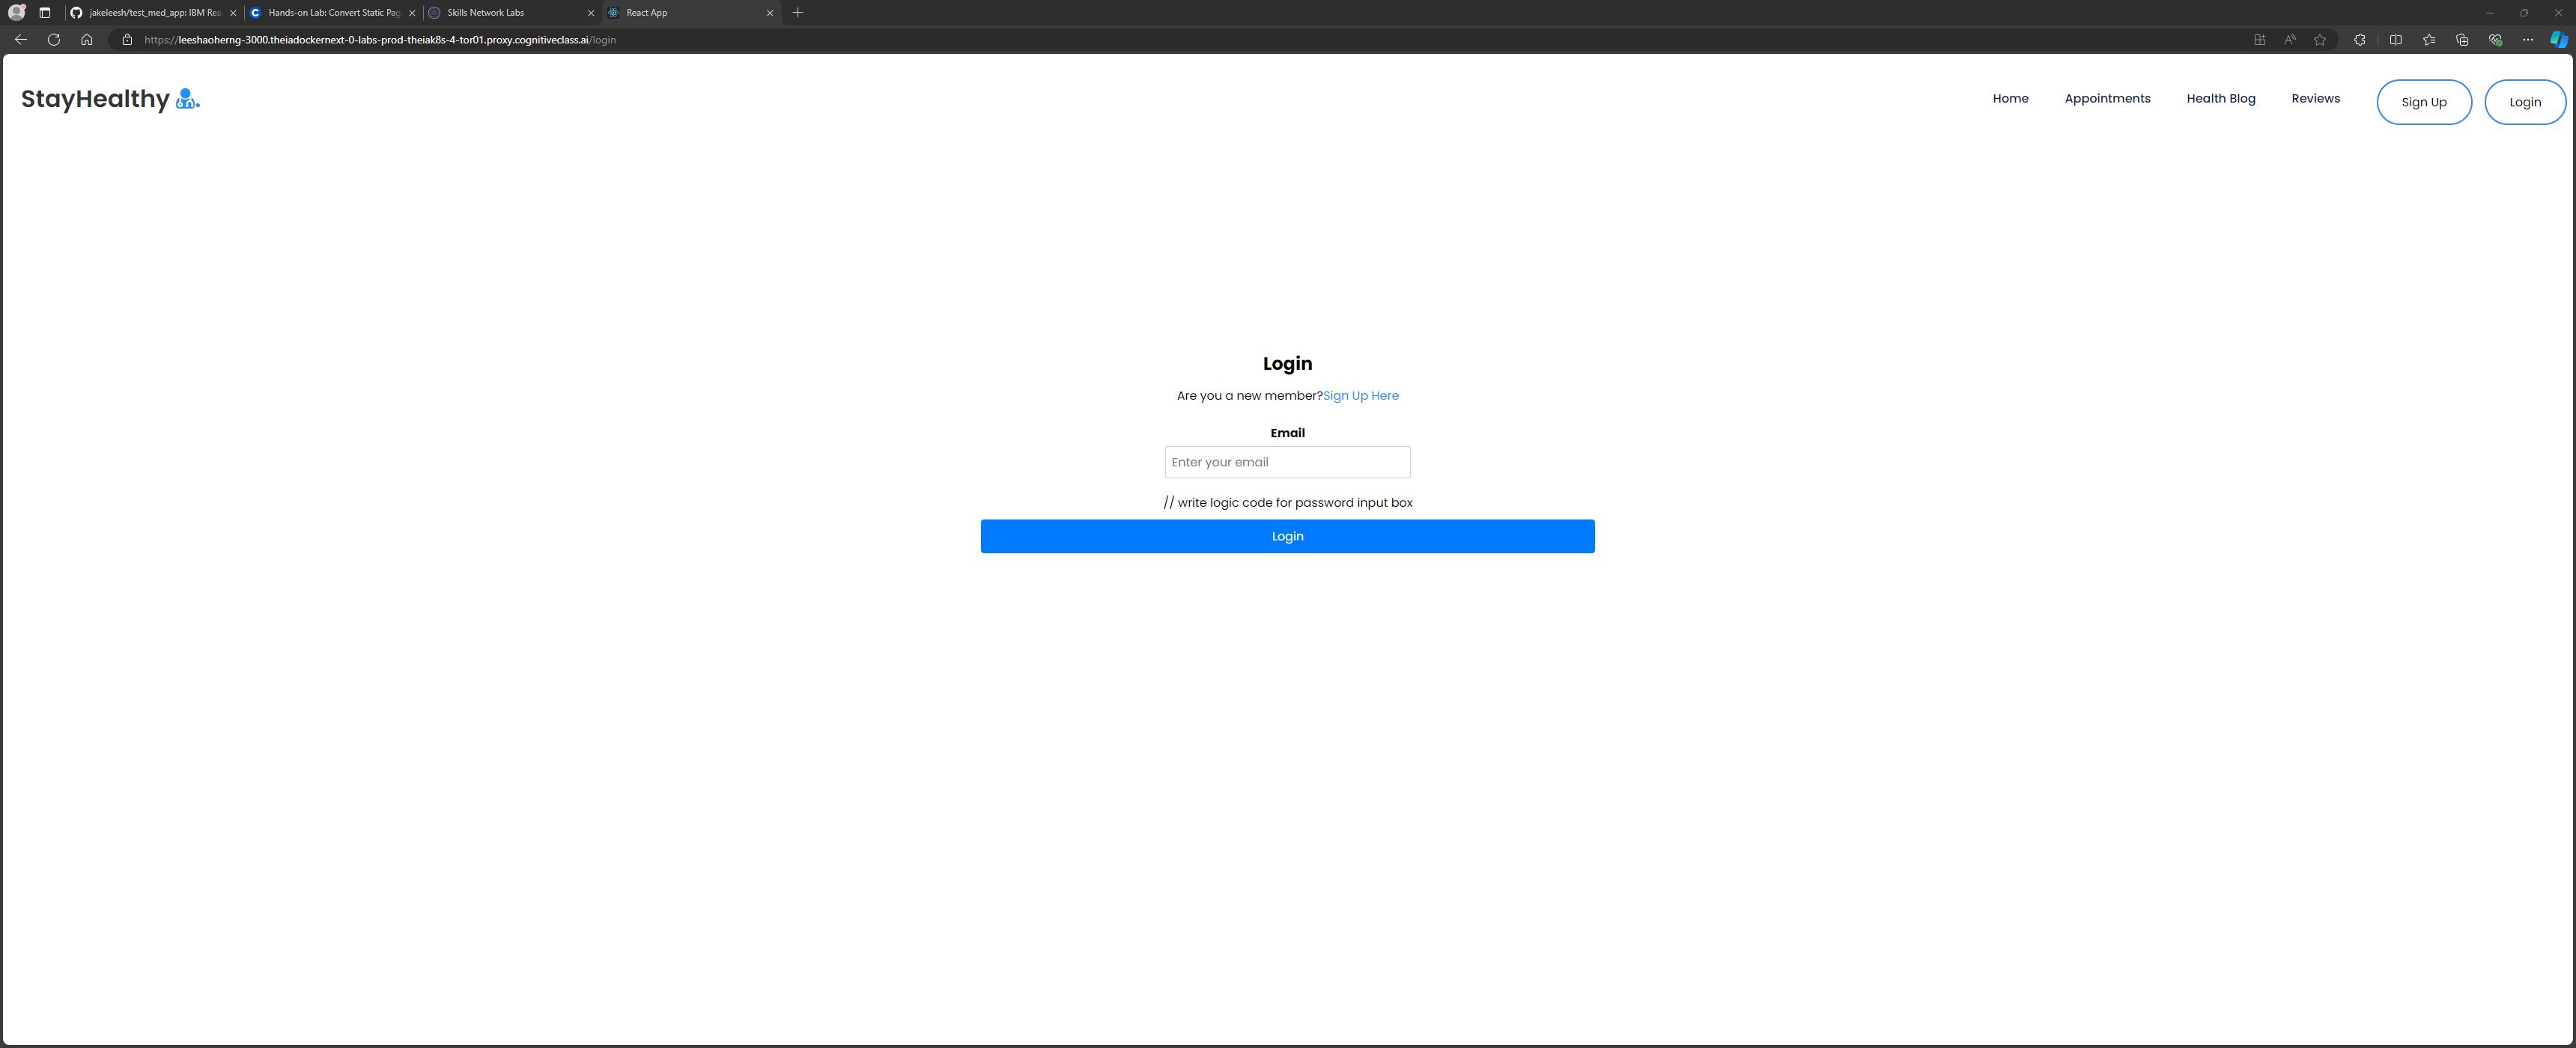 jakeleesh/test_med_app: IBM Rea
Hands-on Lab: Convert Static Pag
Skills Network Labs
React App
https://leeshaoherng-3000.theiadockernext-0-labs-prod-theiak8s-4-tor01.proxy.cognitiveclass.ai/login
StayHealthy
Home
Appointments
Health Blog
Reviews
Sign Up
Login
Login
Are you a new member?Sign Up Here
Email
Enter your email
// write logic code for password input box
Login